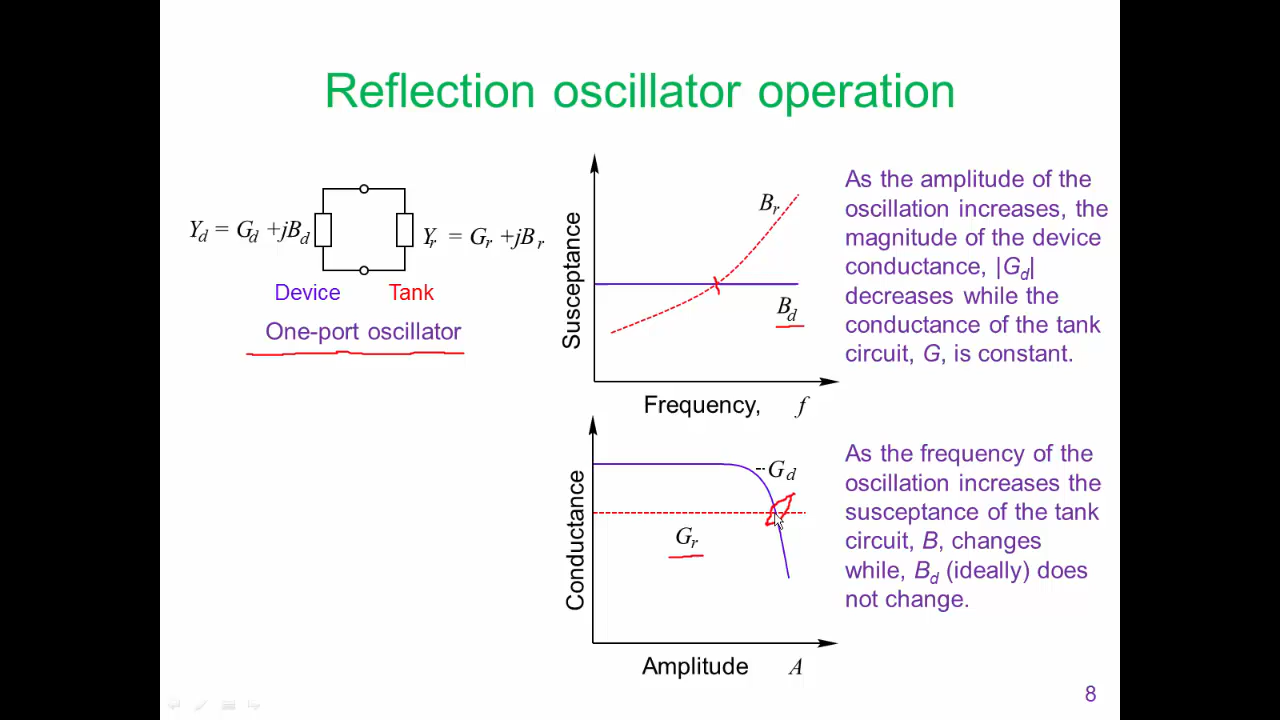 Reflection oscillator operation
Y_d = G_d +jB_d
Y_r = G_r +jB_r
Device
Tank
One-port oscillator
Susceptance
B_r
B_d
Frequency, f
As the amplitude of the
oscillation increases, the
magnitude of the device
conductance, |G_d|
decreases while the
conductance of the tank
circuit, G, is constant.
Conductance
-G_d
G_r
Amplitude A
As the frequency of the
oscillation increases the
susceptance of the tank
circuit, B, changes
while, B_d (ideally) does
not change.
8